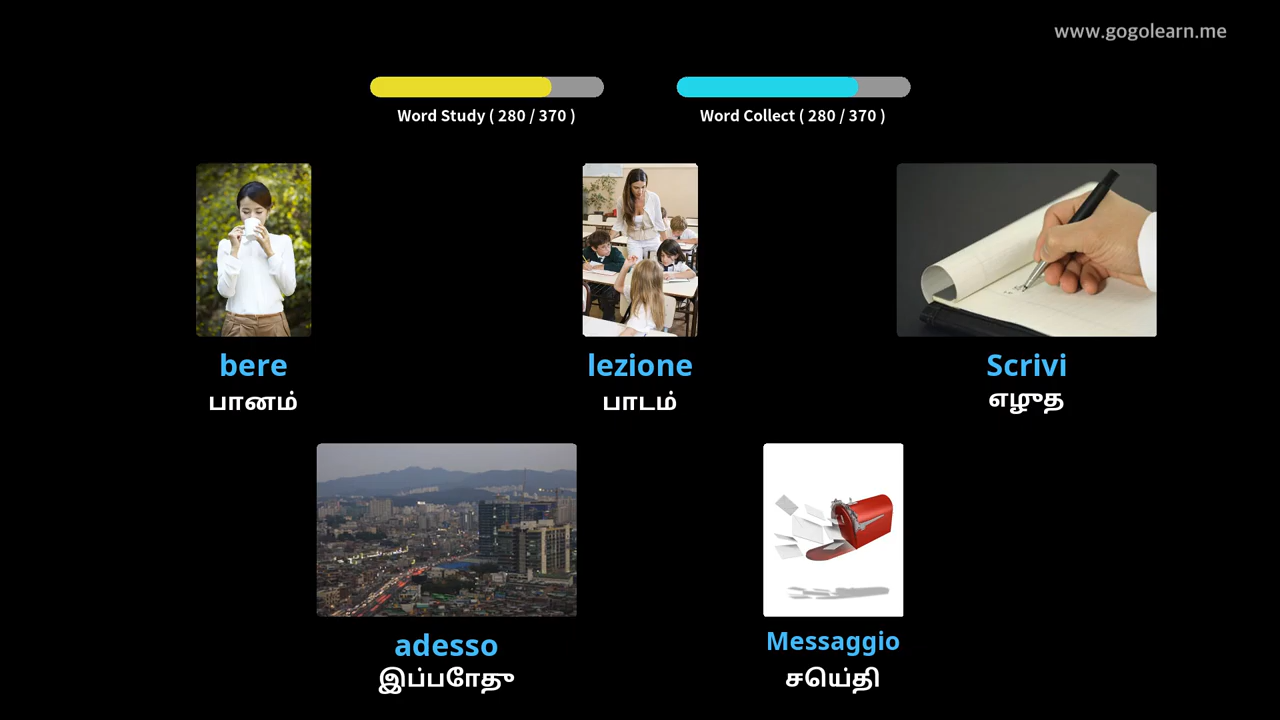 www.gogolearn.me
Word Study ( 280 / 370 )
Word Collect ( 280 / 370 )
bere
பானம்
lezione
பாடம்
Scrivi
எழுத
adesso
இப்போது
Messaggio
செய்தி